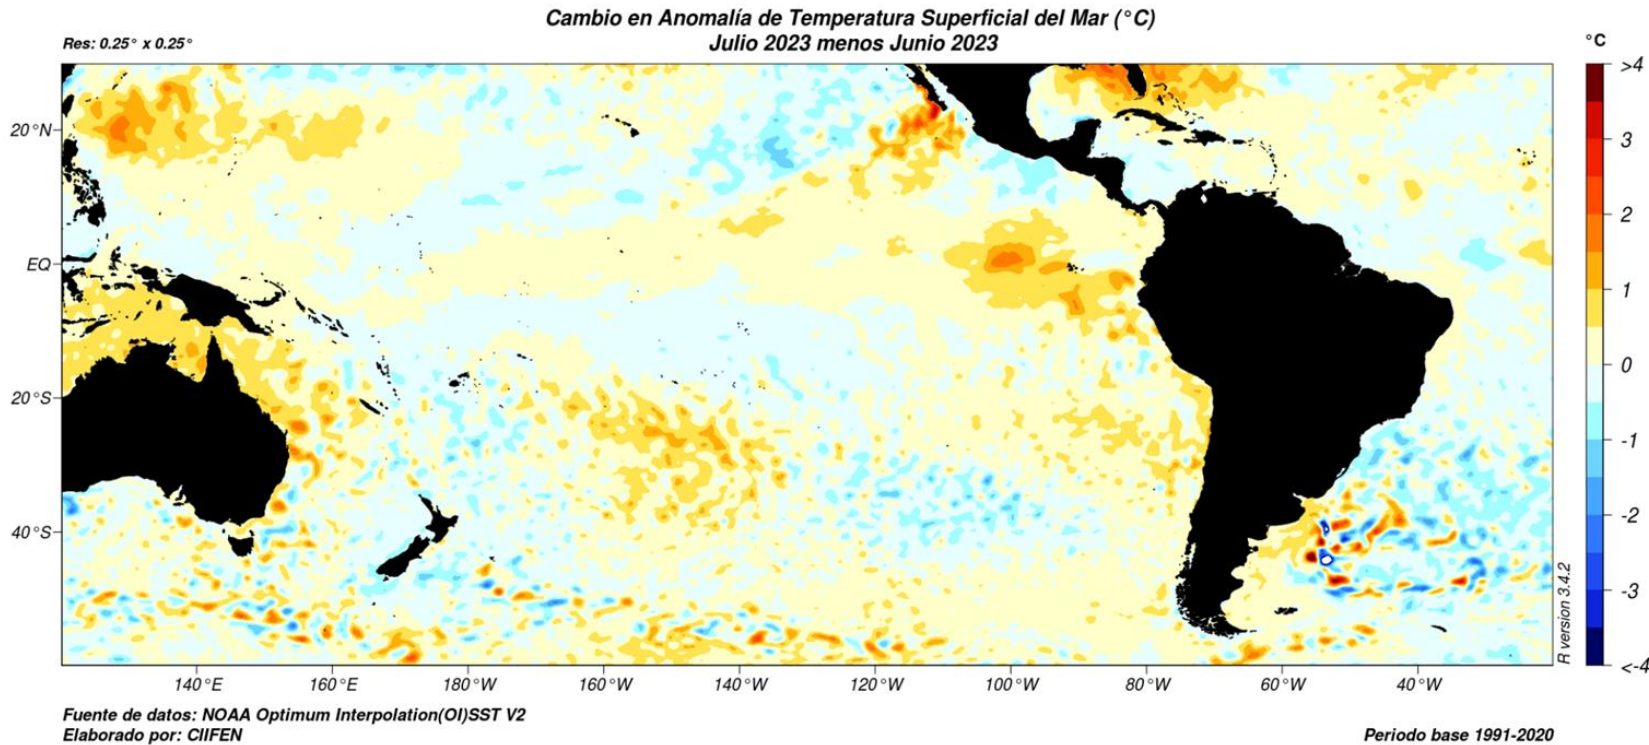 Cambio en Anomalía de Temperatura Superficial del Mar (°C)
Julio 2023 menos Junio 2023
Res: 0.25° x 0.25°
°C
>4
3
2
1
0
-1
-2
-3
<-4
20°N
EQ
20°S
40°S
140°E
160°E
180°W
160°W
140°W
120°W
100°W
80°W
60°W
40°W
R version 3.4.2
Fuente de datos: NOAA Optimum Interpolation(OI)SST V2
Elaborado por: CIIFEN
Periodo base 1991-2020